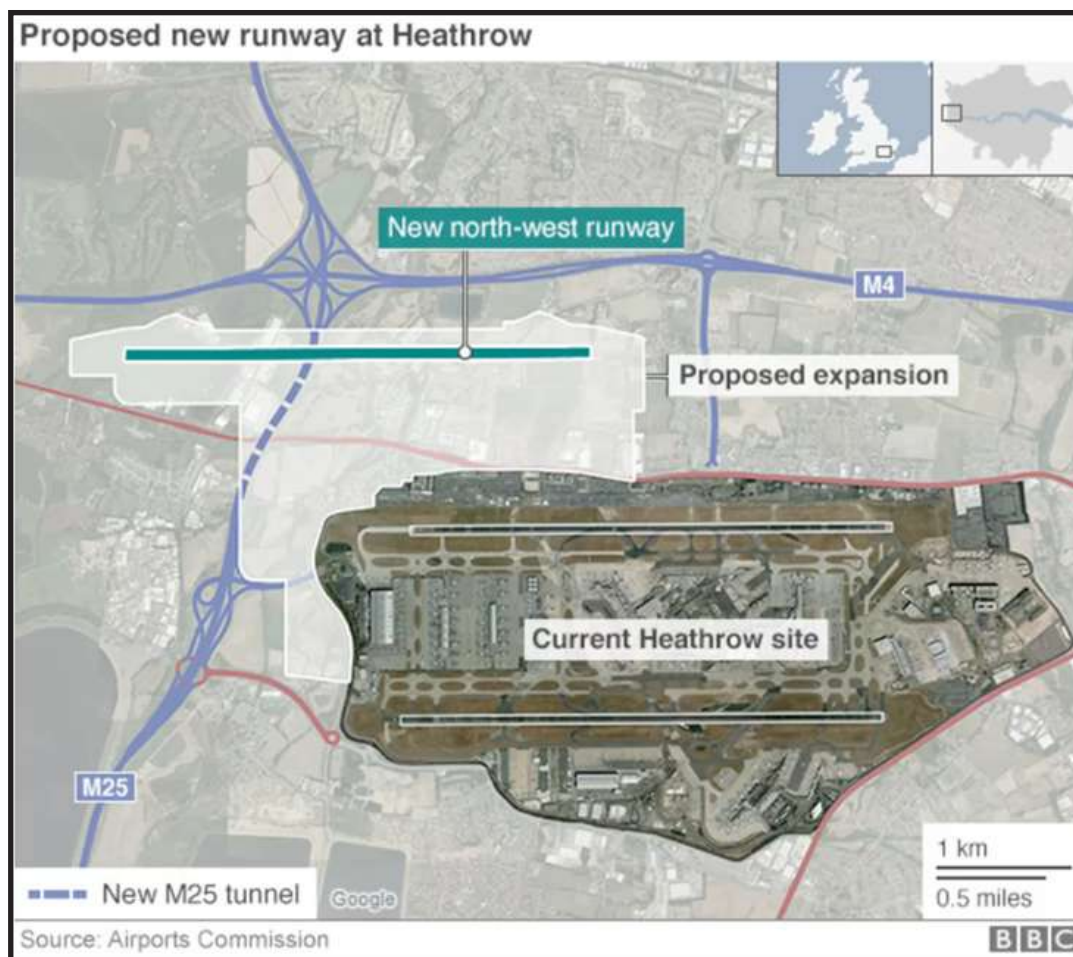 Proposed new runway at Heathrow
New north-west runway
M4
Proposed expansion
Current Heathrow site
M25
1 km
0.5 miles
New M25 tunnel
Google
Source: Airports Commission
BBC